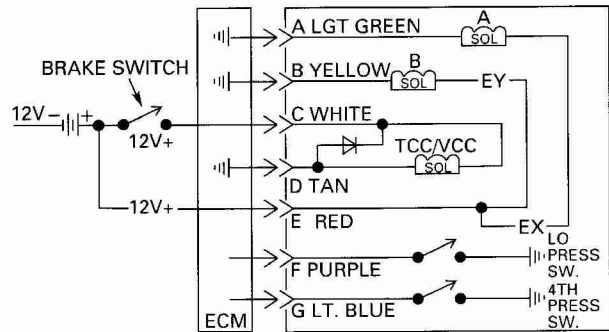 A LGT GREEN
A
SOL
BRAKE SWITCH
B YELLOW
B
SOL
EY
12V-
+
12V+
C WHITE
TCC/VCC
SOL
D TAN
12V+
E RED
EX
F PURPLE
LO
PRESS
SW.
G LT. BLUE
4TH
PRESS
SW.
ECM